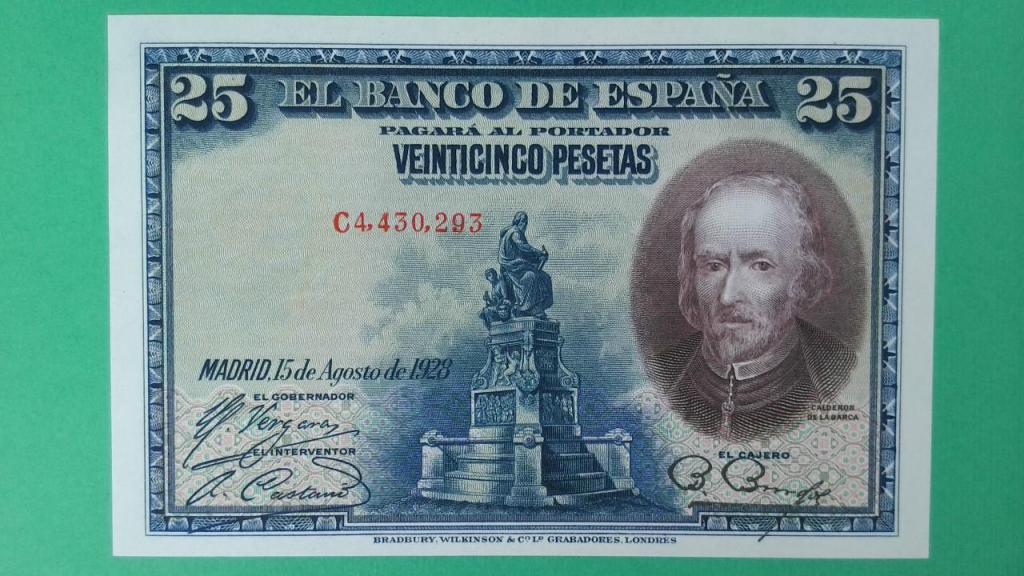 25 EL BANCO DE ESPAÑA 25
PAGARÁ AL PORTADOR
VEINTICINCO PESETAS
C4,430,293
MADRID, 15 de Agosto de 1928
EL GOBERNADOR
Vergara
EL INTERVENTOR
CALDERON
DE LA BARCA
EL CAJERO
BRADBURY, WILKINSON & Cº Lº GRABADORES, LONDRES